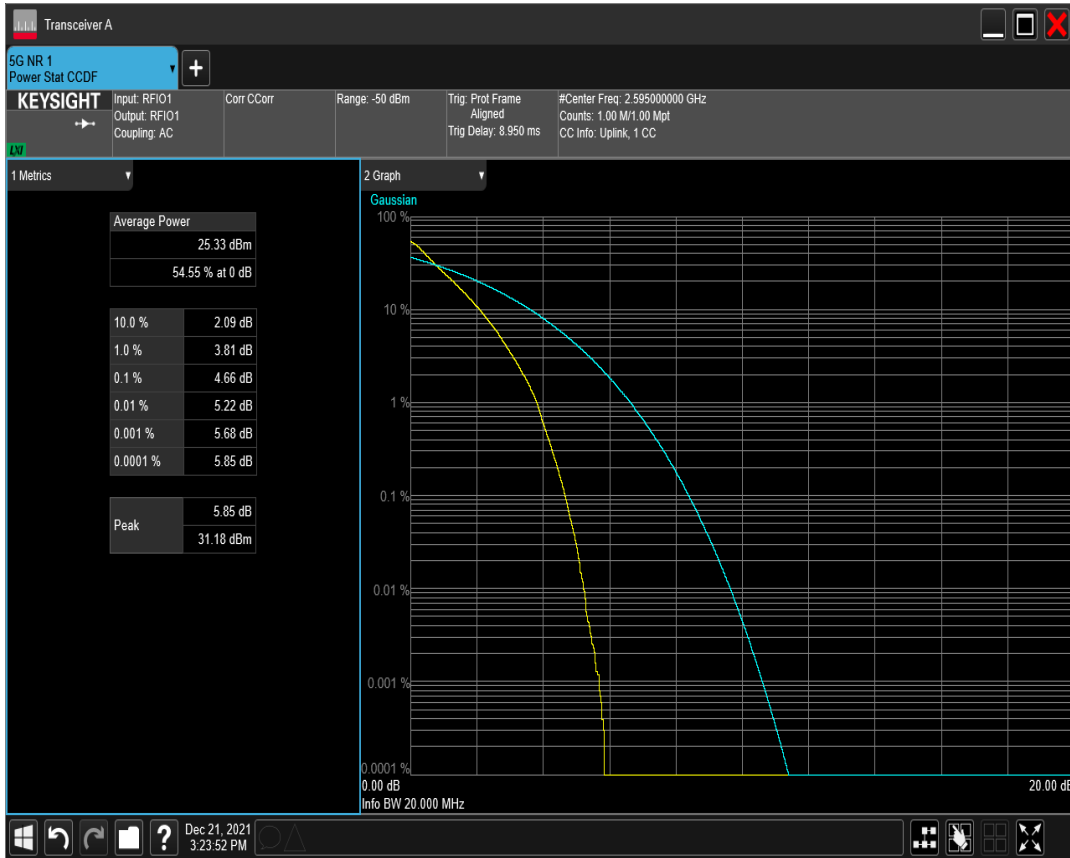 Transceiver A
5G NR 1
Power Stat CCDF
KEYSIGHT
LXI
Input: RFIO1
Output: RFIO1
Coupling: AC
Corr CCorr
Range: -50 dBm
Trig: Prot Frame
Aligned
Trig Delay: 8.950 ms
#Center Freq: 2.595000000 GHz
Counts: 1.00 M/1.00 Mpt
CC Info: Uplink, 1 CC
1 Metrics
Average Power
25.33 dBm
54.55 % at 0 dB
10.0 % 2.09 dB
1.0 % 3.81 dB
0.1 % 4.66 dB
0.01 % 5.22 dB
0.001 % 5.68 dB
0.0001 % 5.85 dB
Peak
5.85 dB
31.18 dBm
2 Graph
Gaussian
100 %
10 %
1 %
0.1 %
0.01 %
0.001 %
0.0001 %
0.00 dB 20.00 dB
Info BW 20.000 MHz
? Dec 21, 2021
3:23:52 PM